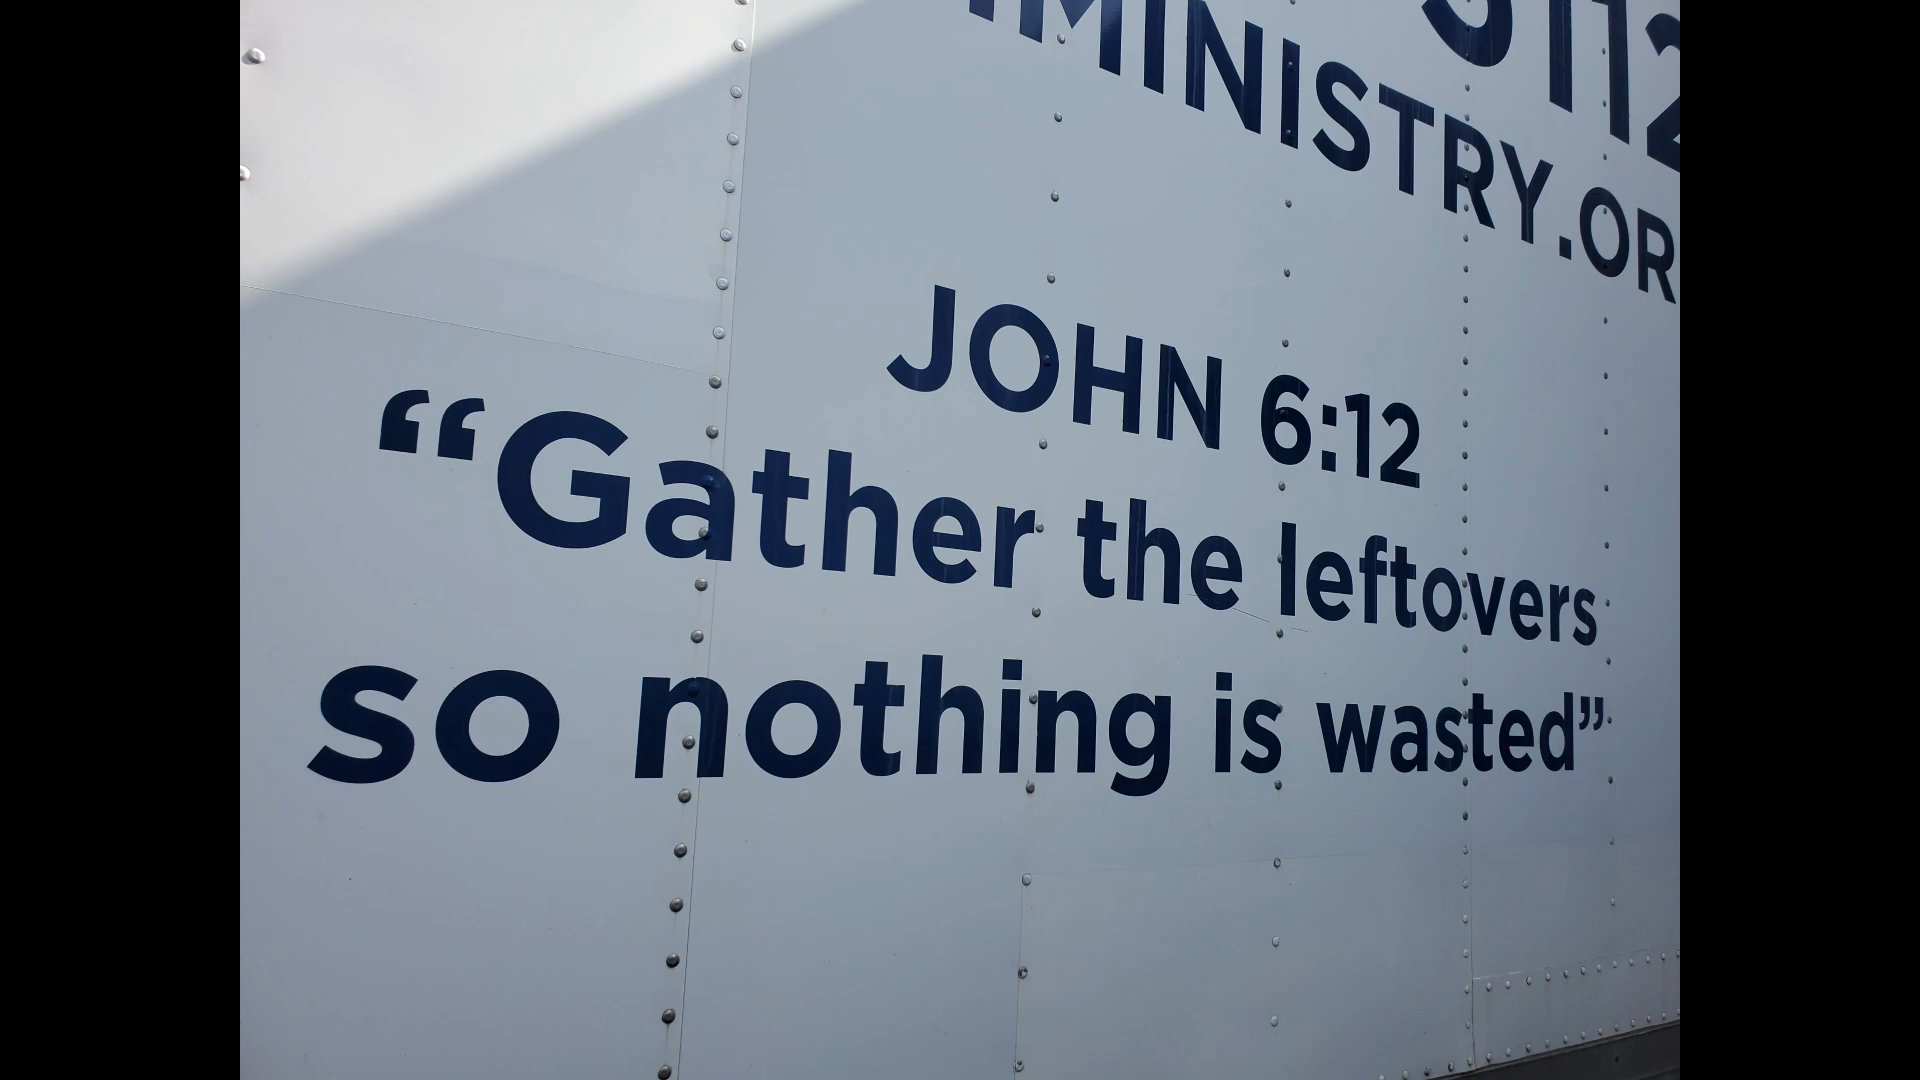 MINISTRY.OR
JOHN 6:12
“Gather the leftovers
so nothing is wasted”